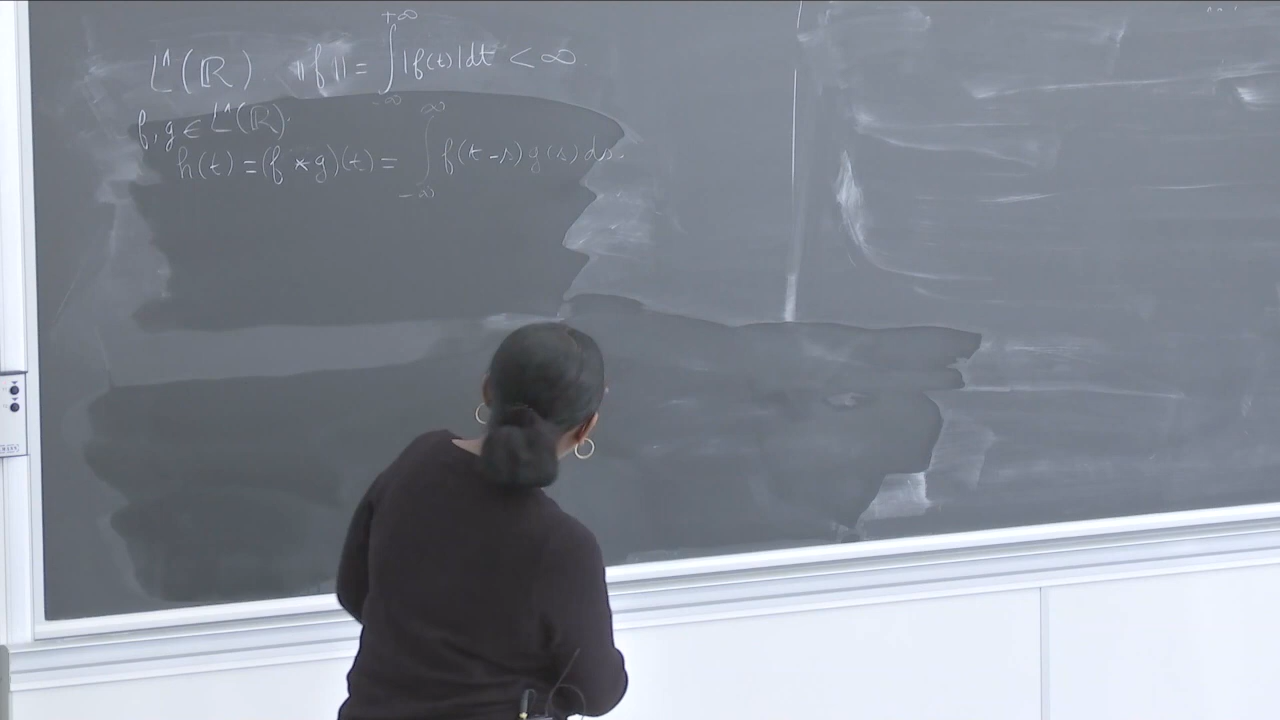 L¹(ℝ) ‖f‖ = ∫_{-∞}^{+∞} |f(t)| dt < ∞.
f, g ∈ L¹(ℝ).
h(t) = (f * g)(t) = ∫_{-∞}^{∞} f(t-s) g(s) ds.